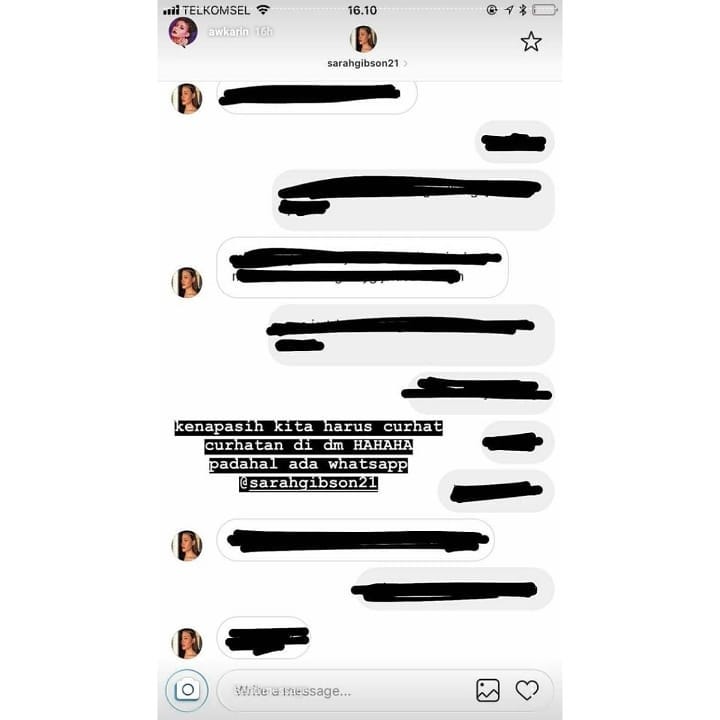 TELKOMSEL 16.10
awkarin 16h
sarahgibson21
kenapasih kita harus curhat
curhatan di dm HAHAHA
padahal ada whatsapp
@sarahgibson21
Write a message...